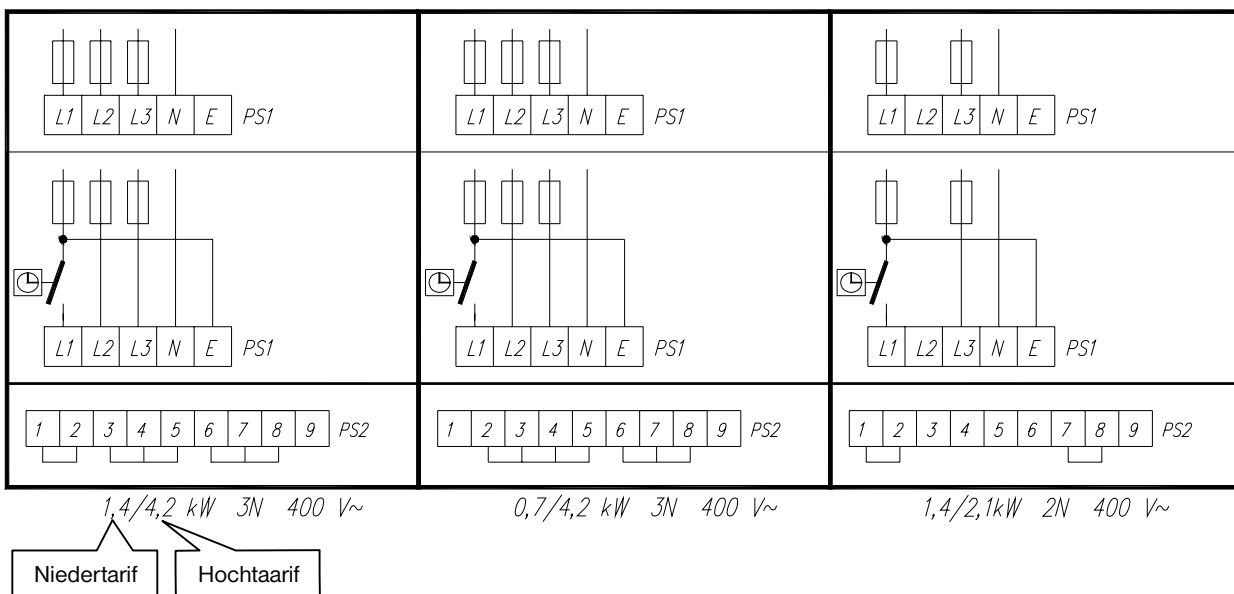 L1 L2 L3 N E PS1
L1 L2 L3 N E PS1
L1 L2 L3 N E PS1
L1 L2 L3 N E PS1
L1 L2 L3 N E PS1
L1 L2 L3 N E PS1
1 2 3 4 5 6 7 8 9 PS2
1 2 3 4 5 6 7 8 9 PS2
1 2 3 4 5 6 7 8 9 PS2
1,4/4,2 kW 3N 400 V~
0,7/4,2 kW 3N 400 V~
1,4/2,1kW 2N 400 V~
Niedertarif
Hochtaarif